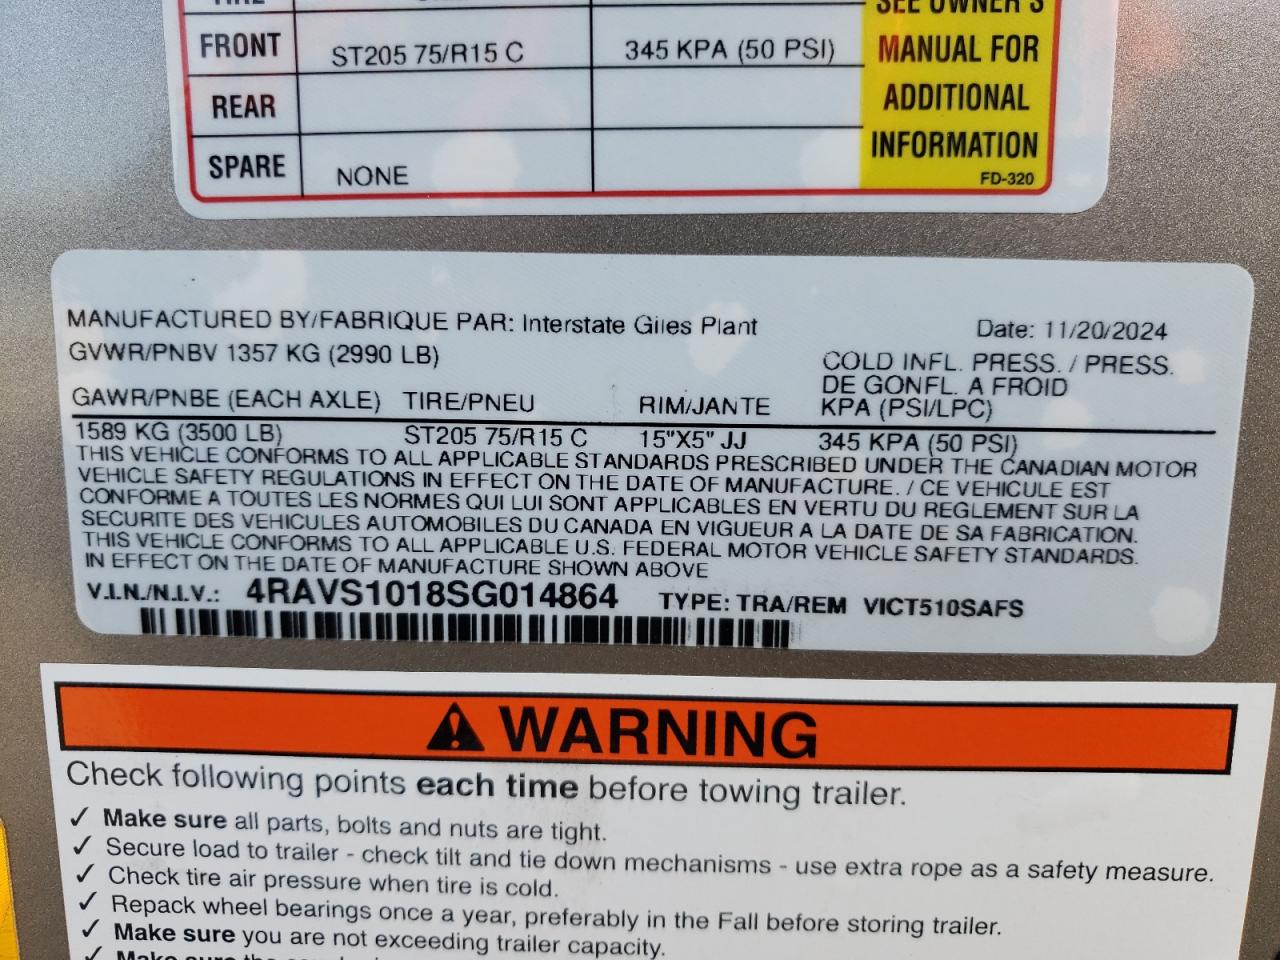 SEE OWNER'S
FRONT ST205 75/R15 C 345 KPA (50 PSI) MANUAL FOR
REAR ADDITIONAL
INFORMATION
SPARE NONE
FD-320
MANUFACTURED BY/FABRIQUE PAR: Interstate Giles Plant Date: 11/20/2024
GVWR/PNBV 1357 KG (2990 LB)
COLD INFL. PRESS. / PRESS.
DE GONFL. A FROID
GAWR/PNBE (EACH AXLE) TIRE/PNEU RIM/JANTE KPA (PSI/LPC)
1589 KG (3500 LB) ST205 75/R15 C 15"X5" JJ 345 KPA (50 PSI)
THIS VEHICLE CONFORMS TO ALL APPLICABLE STANDARDS PRESCRIBED UNDER THE CANADIAN MOTOR
VEHICLE SAFETY REGULATIONS IN EFFECT ON THE DATE OF MANUFACTURE. / CE VEHICULE EST
CONFORME A TOUTES LES NORMES QUI LUI SONT APPLICABLES EN VERTU DU REGLEMENT SUR LA
SECURITE DES VEHICULES AUTOMOBILES DU CANADA EN VIGUEUR A LA DATE DE SA FABRICATION.
THIS VEHICLE CONFORMS TO ALL APPLICABLE U.S. FEDERAL MOTOR VEHICLE SAFETY STANDARDS.
IN EFFECT ON THE DATE OF MANUFACTURE SHOWN ABOVE
V.I.N./N.I.V.: 4RAVS1018SG014864 TYPE: TRA/REM VICT510SAFS
WARNING
Check following points each time before towing trailer.
✓ Make sure all parts, bolts and nuts are tight.
✓ Secure load to trailer - check tilt and tie down mechanisms - use extra rope as a safety measure.
✓ Check tire air pressure when tire is cold.
✓ Repack wheel bearings once a year, preferably in the Fall before storing trailer.
✓ Make sure you are not exceeding trailer capacity.
✓ Make sure the